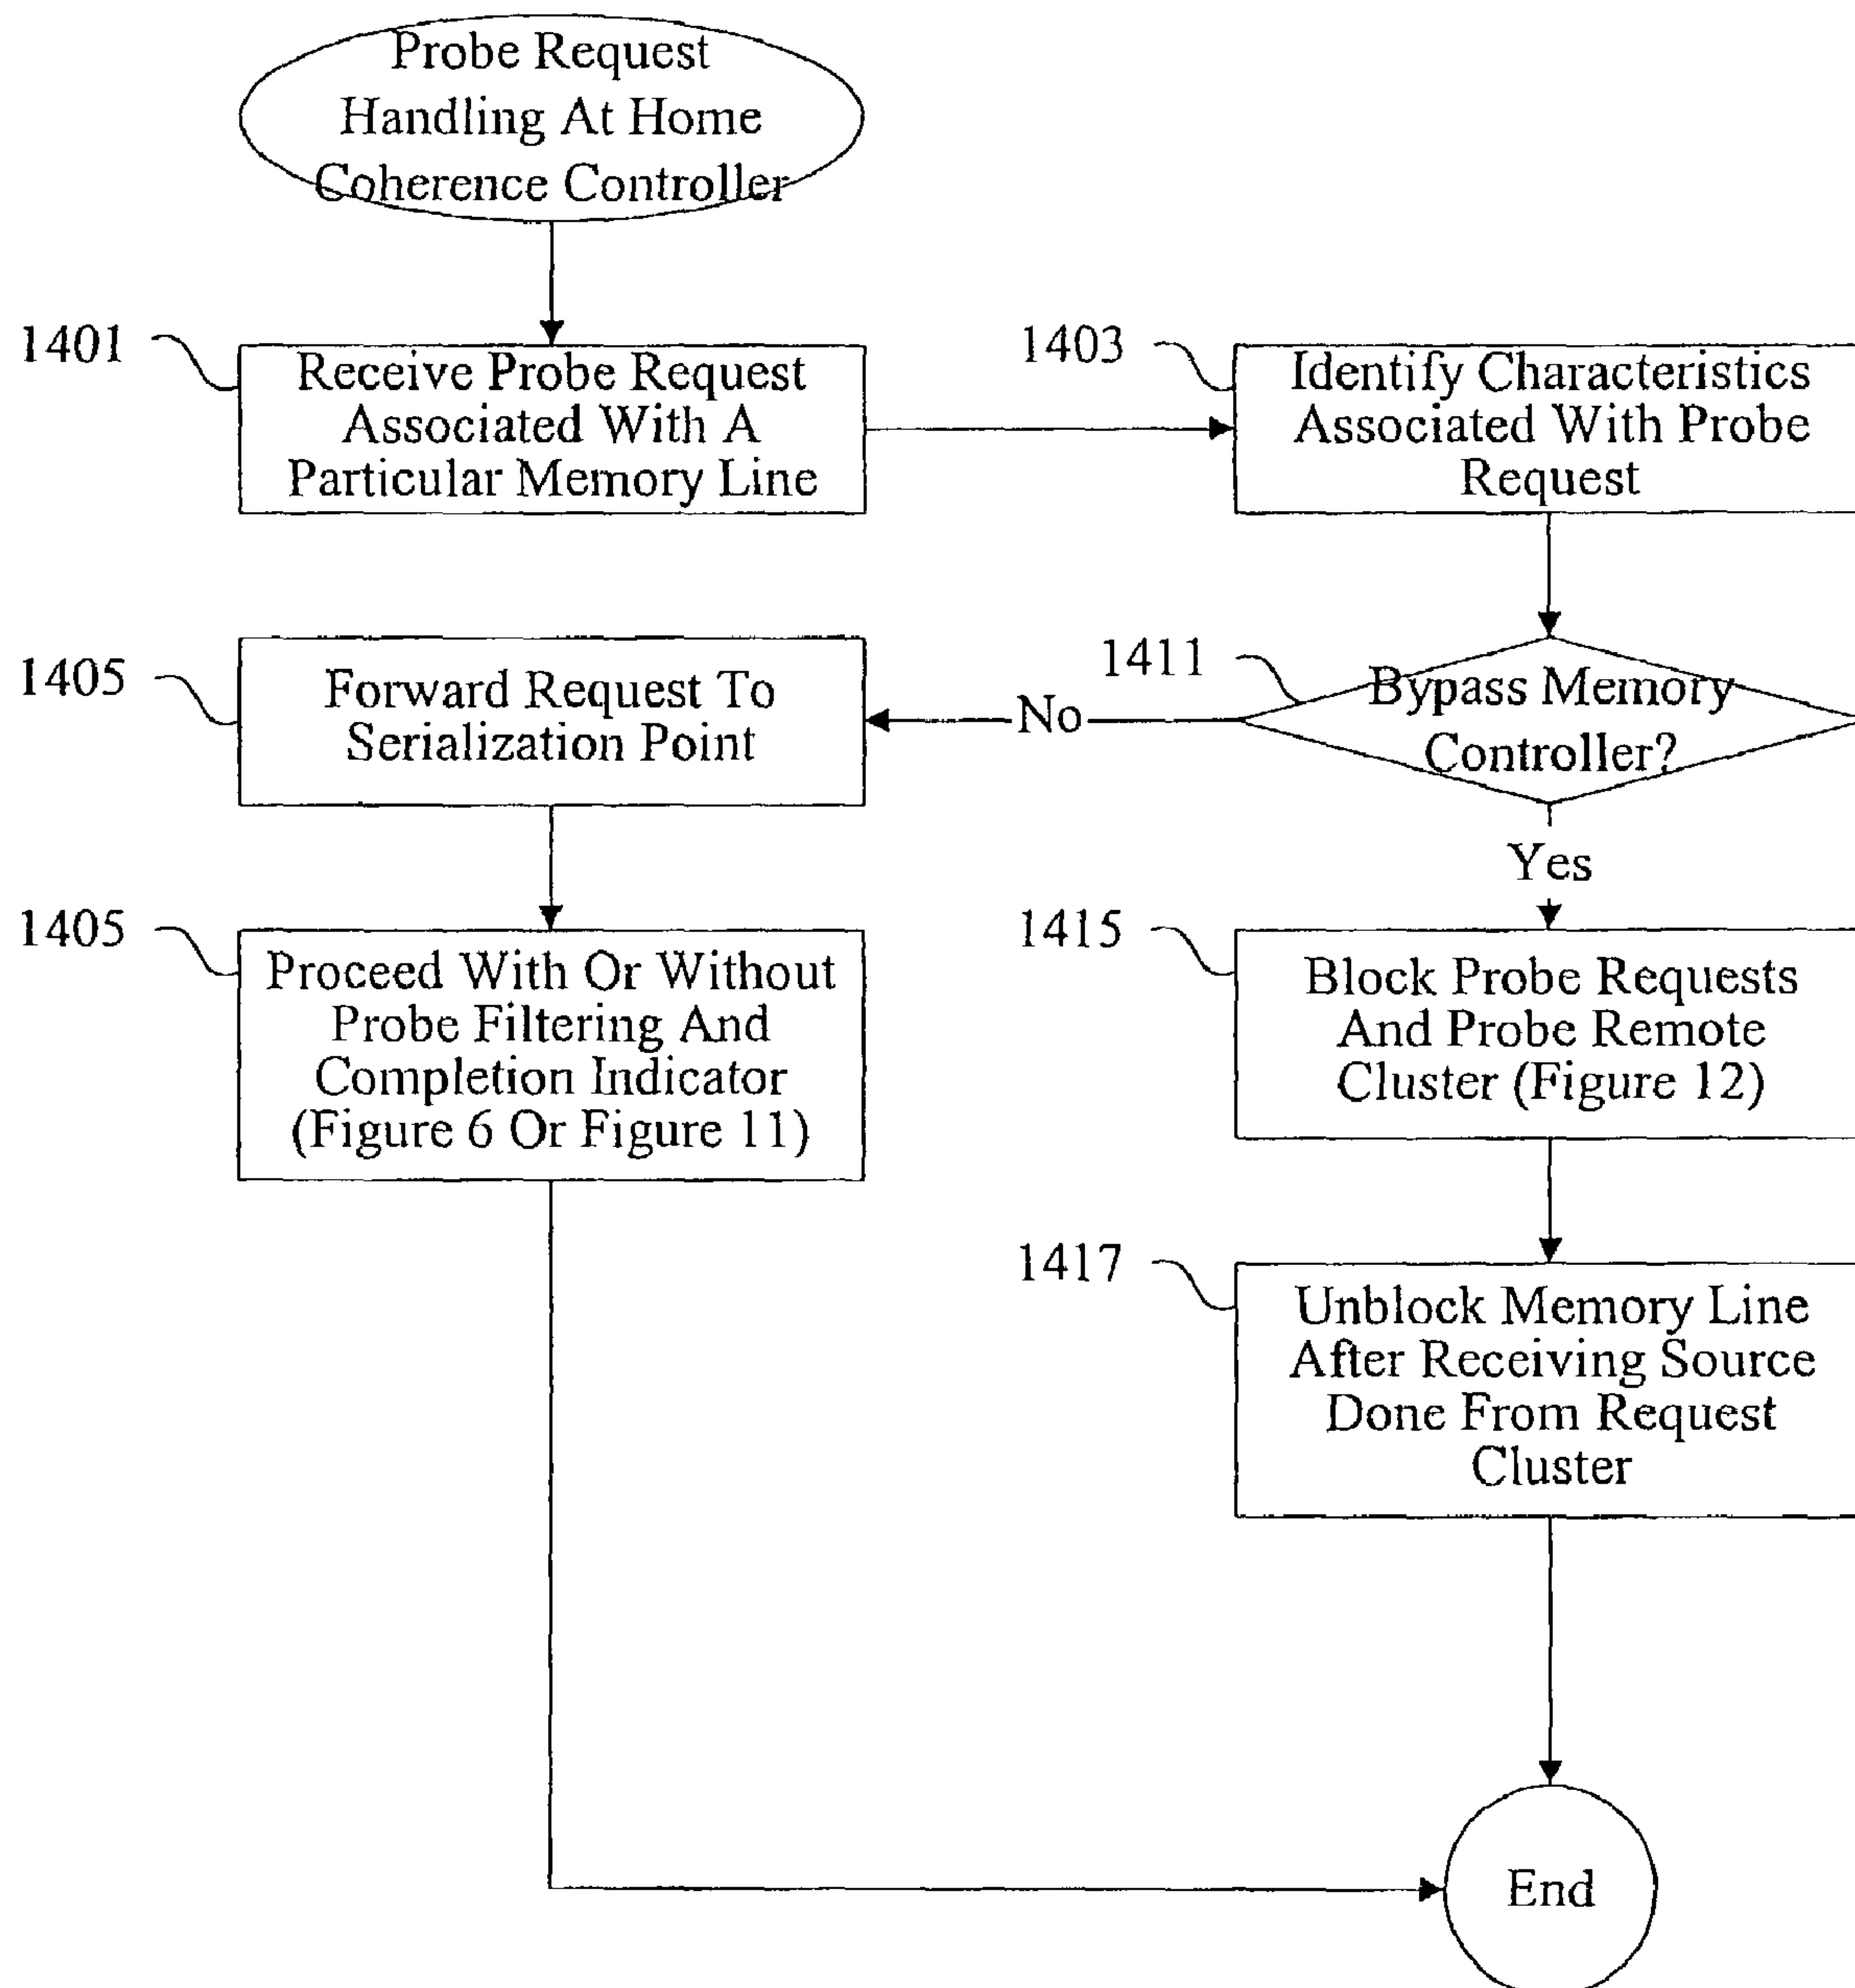 Probe Request
Handling At Home
Coherence Controller
1401
Receive Probe Request
Associated With A
Particular Memory Line
1403
Identify Characteristics
Associated With Probe
Request
1411
Bypass Memory
Controller?
No
1405
Forward Request To
Serialization Point
Yes
1405
Proceed With Or Without
Probe Filtering And
Completion Indicator
(Figure 6 Or Figure 11)
1415
Block Probe Requests
And Probe Remote
Cluster (Figure 12)
1417
Unblock Memory Line
After Receiving Source
Done From Request
Cluster
End